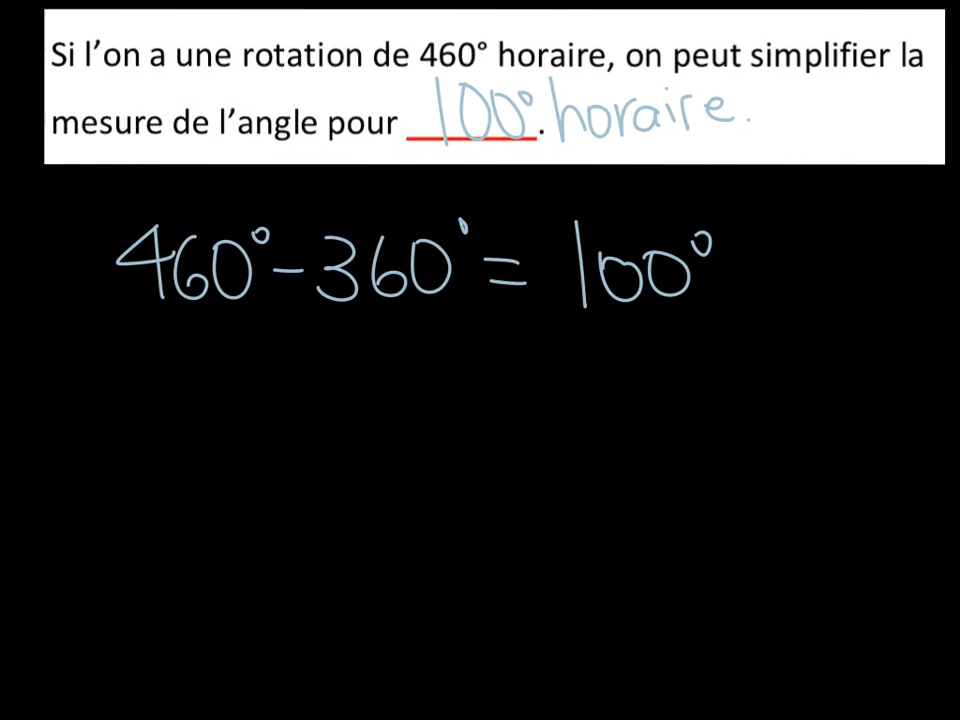 Si l'on a une rotation de 460° horaire, on peut simplifier la
mesure de l'angle pour 100° horaire.
460° - 360° = 100°